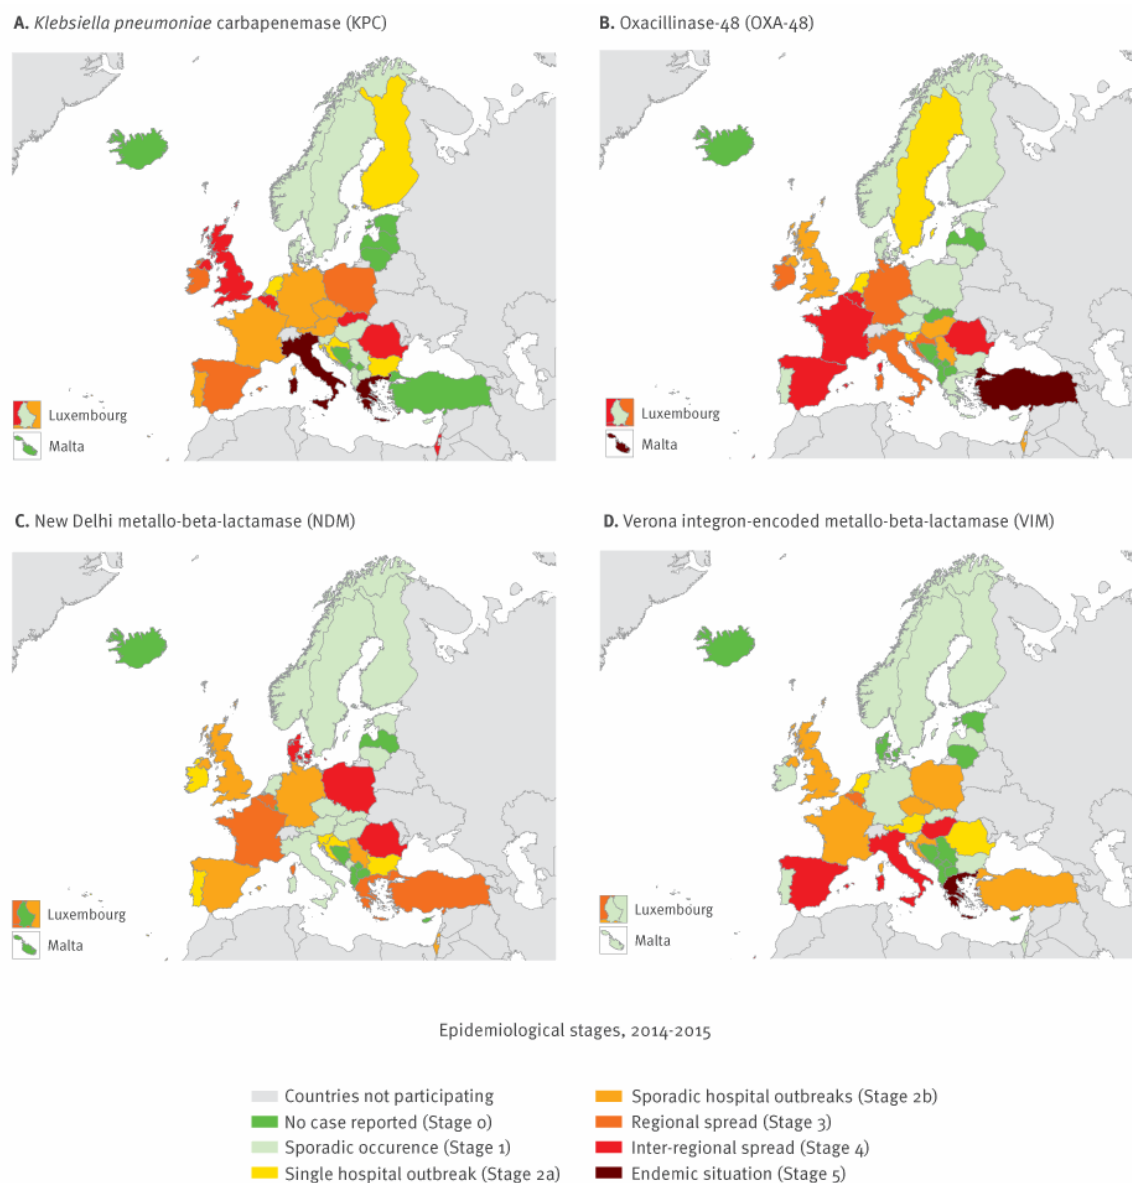 A. Klebsiella pneumoniae carbapenemase (KPC)
B. Oxacillinase-48 (OXA-48)
Luxembourg
Malta
Luxembourg
Malta
C. New Delhi metallo-beta-lactamase (NDM)
D. Verona integron-encoded metallo-beta-lactamase (VIM)
Luxembourg
Malta
Luxembourg
Malta
Epidemiological stages, 2014-2015
Countries not participating
No case reported (Stage 0)
Sporadic occurence (Stage 1)
Single hospital outbreak (Stage 2a)
Sporadic hospital outbreaks (Stage 2b)
Regional spread (Stage 3)
Inter-regional spread (Stage 4)
Endemic situation (Stage 5)